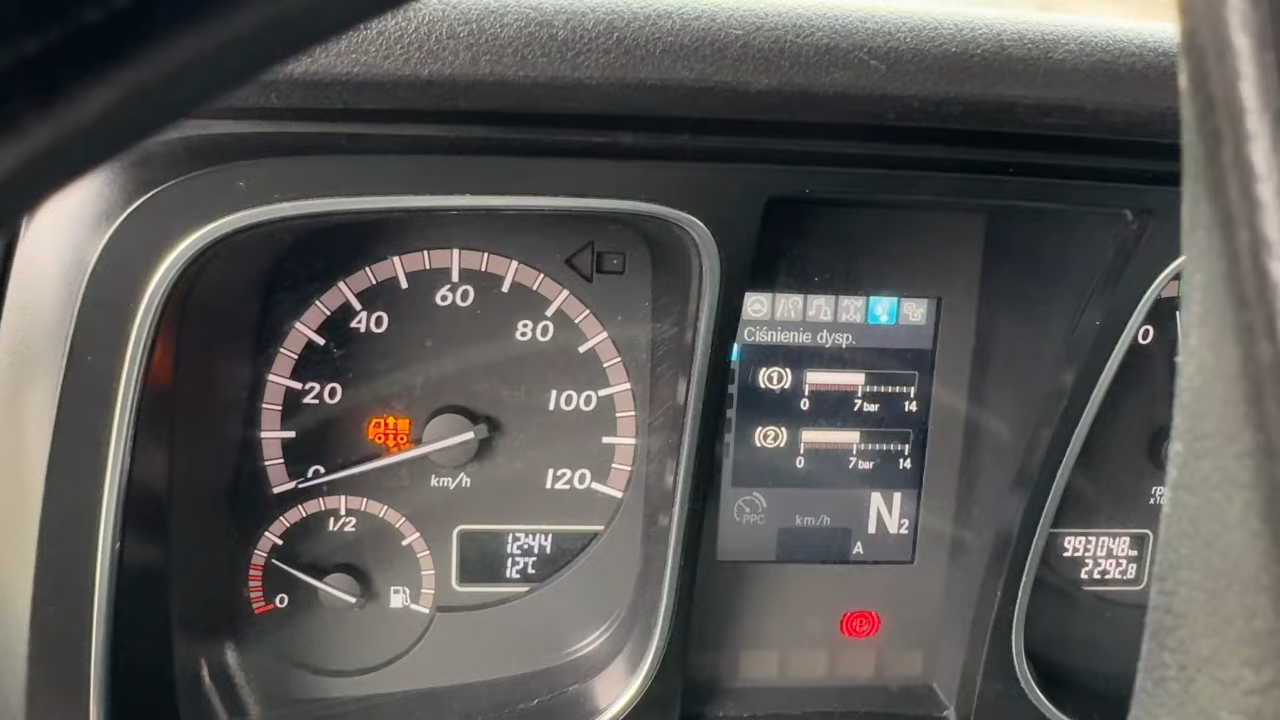 0
20
40
60
80
100
120
km/h
0
1/2
12:44
12°C
Ciśnienie dysp.
1
0 7 bar 14
2
0 7 bar 14
PPC
km/h
N2
A
P
0
993048 km
2292,8